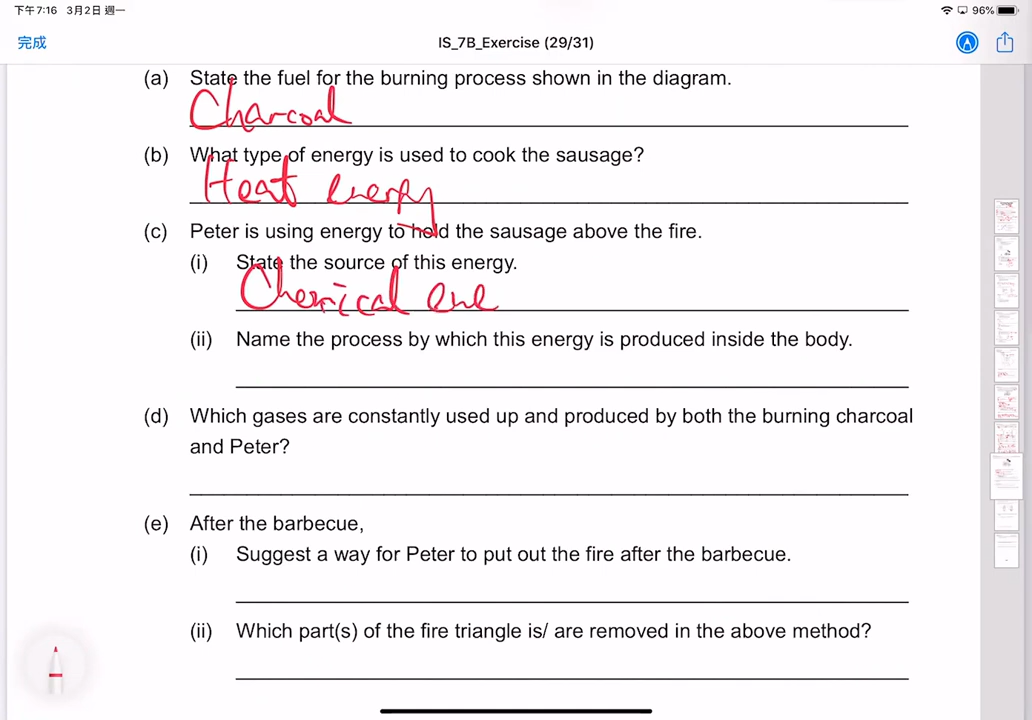 下午7:16 3月2日 週一
96%
完成
IS_7B_Exercise (29/31)
(a) State the fuel for the burning process shown in the diagram.
Charcoal
(b) What type of energy is used to cook the sausage?
Heat energy
(c) Peter is using energy to hold the sausage above the fire.
(i) State the source of this energy.
Chemical ene
(ii) Name the process by which this energy is produced inside the body.
(d) Which gases are constantly used up and produced by both the burning charcoal
and Peter?
(e) After the barbecue,
(i) Suggest a way for Peter to put out the fire after the barbecue.
(ii) Which part(s) of the fire triangle is/ are removed in the above method?